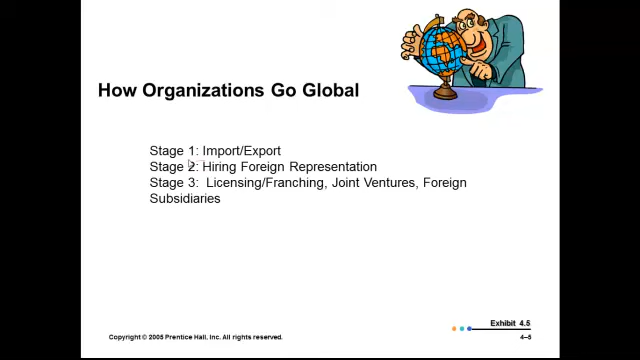 How Organizations Go Global
Stage 1: Import/Export
Stage 2: Hiring Foreign Representation
Stage 3:  Licensing/Franching, Joint Ventures, Foreign
Subsidiaries
Exhibit 4.5
Copyright © 2005 Prentice Hall, Inc. All rights reserved.
4–5